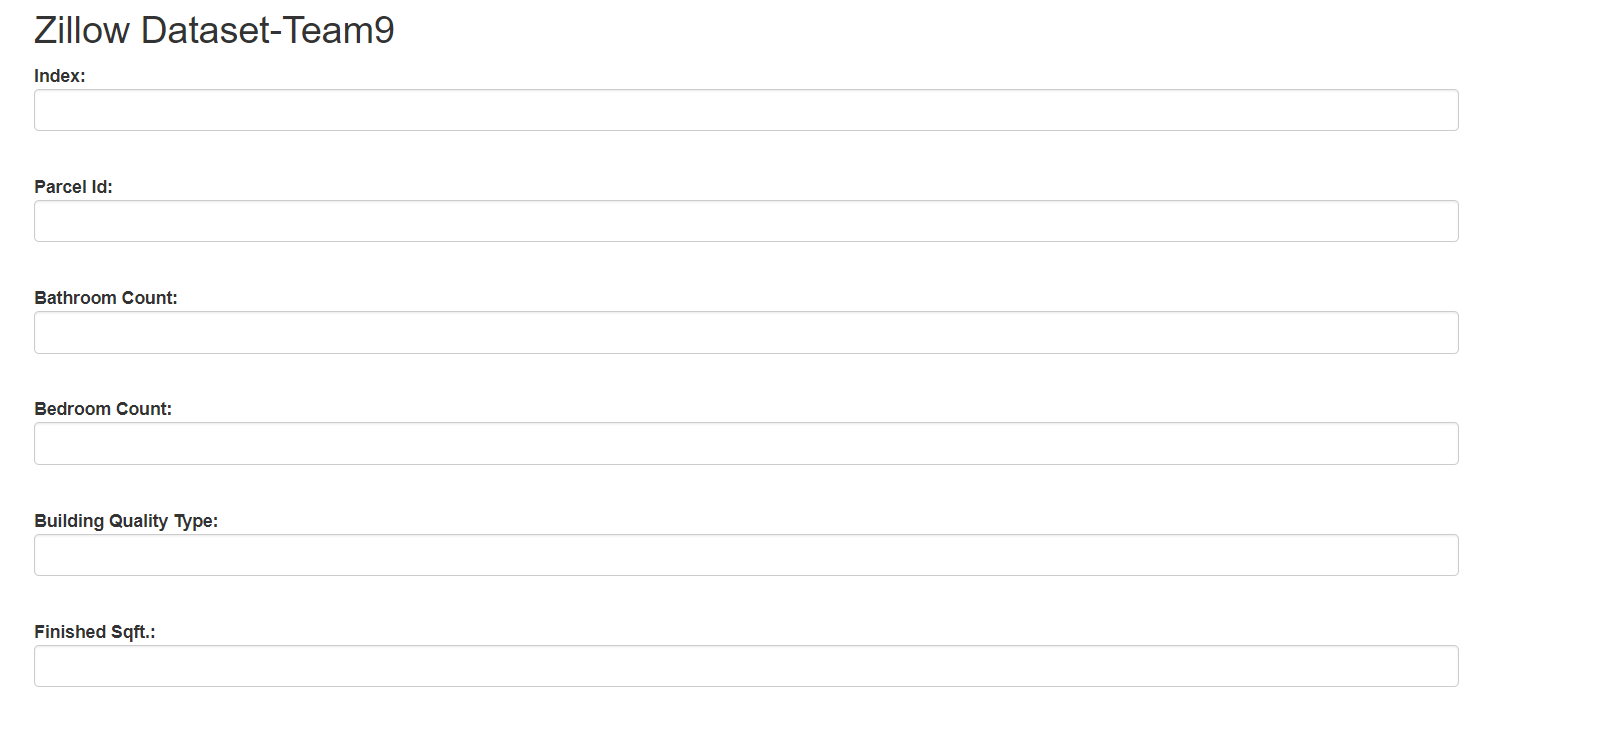 Zillow Dataset-Team9
Index:
Parcel Id:
Bathroom Count:
Bedroom Count:
Building Quality Type:
Finished Sqft.: